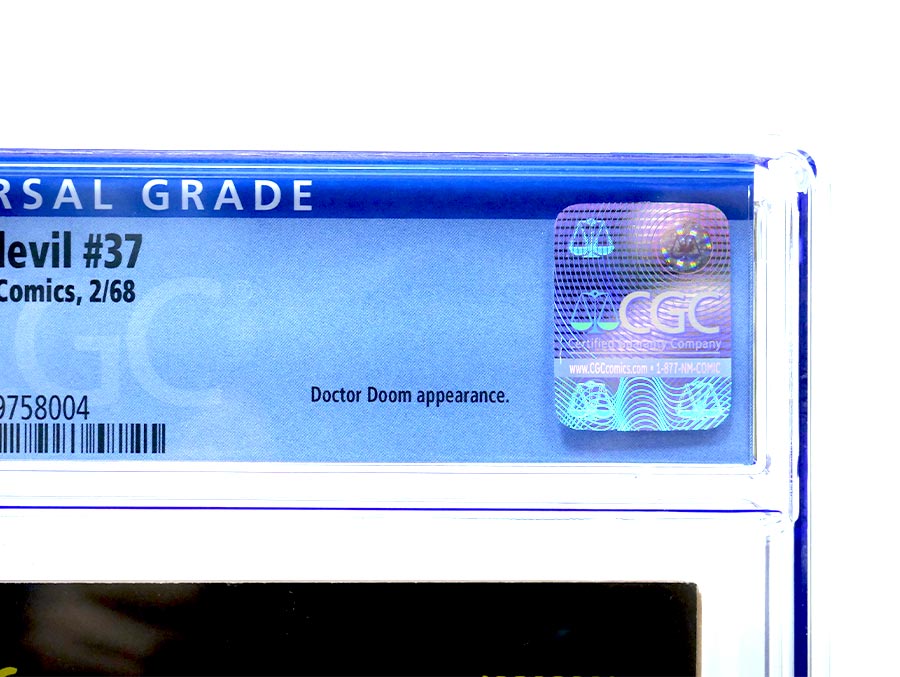 RSAL GRADE
devil #37
Comics, 2/68
CGC
9758004
Doctor Doom appearance.
CGC
Certified Guaranty Company
www.CGCcomics.com • 1-877-NM-COMIC